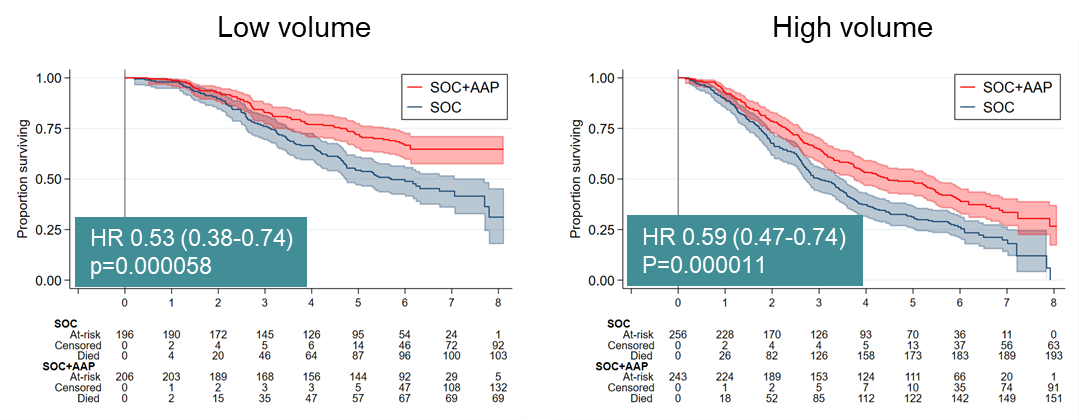 Low volume
1.00
0.75
0.50
0.25
0.00
Proportion surviving
SOC+AAP
SOC
HR 0.53 (0.38-0.74)
p=0.000058
0 1 2 3 4 5 6 7 8
SOC
At-risk 196 190 172 145 126 95 54 24 1
Censored 0 2 4 5 6 14 46 72 92
Died 0 4 20 46 64 87 96 100 103
SOC+AAP
At-risk 206 203 189 168 156 144 92 29 5
Censored 0 1 2 3 3 5 47 108 132
Died 0 2 15 35 47 57 67 69 69
High volume
1.00
0.75
0.50
0.25
0.00
Proportion surviving
SOC+AAP
SOC
HR 0.59 (0.47-0.74)
P=0.000011
0 1 2 3 4 5 6 7 8
SOC
At-risk 256 228 170 126 93 70 36 11 0
Censored 0 2 4 4 5 13 37 56 63
Died 0 26 82 126 158 173 183 189 193
SOC+AAP
At-risk 243 224 189 153 124 111 66 20 1
Censored 0 1 2 5 7 10 35 74 91
Died 0 18 52 85 112 122 142 149 151